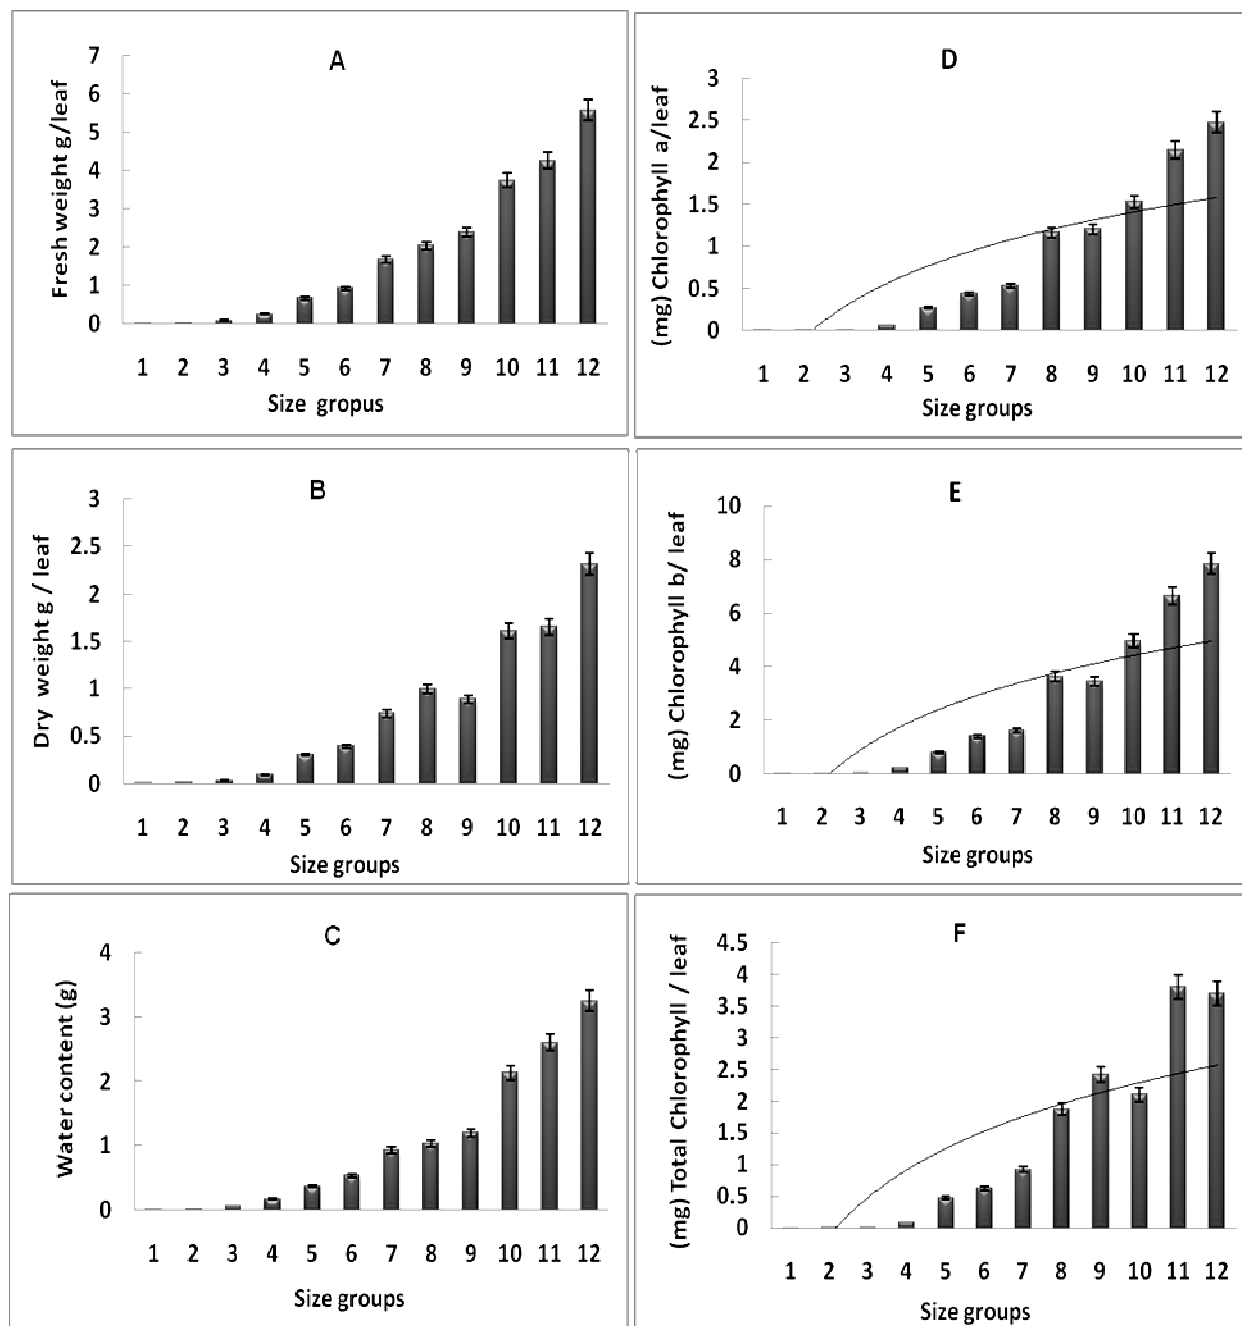 A
Fresh weight g/leaf
7
6
5
4
3
2
1
0
1 2 3 4 5 6 7 8 9 10 11 12
Size gropus
D
(mg) Chlorophyll a/leaf
3
2.5
2
1.5
1
0.5
0
1 2 3 4 5 6 7 8 9 10 11 12
Size groups
B
Dry weight g / leaf
3
2.5
2
1.5
1
0.5
0
1 2 3 4 5 6 7 8 9 10 11 12
Size groups
E
(mg) Chlorophyll b/ leaf
10
8
6
4
2
0
1 2 3 4 5 6 7 8 9 10 11 12
Size groups
C
Water content (g)
4
3
2
1
0
1 2 3 4 5 6 7 8 9 10 11 12
Size groups
F
(mg) Total Chlorophyll / leaf
4.5
4
3.5
3
2.5
2
1.5
1
0.5
0
1 2 3 4 5 6 7 8 9 10 11 12
Size groups